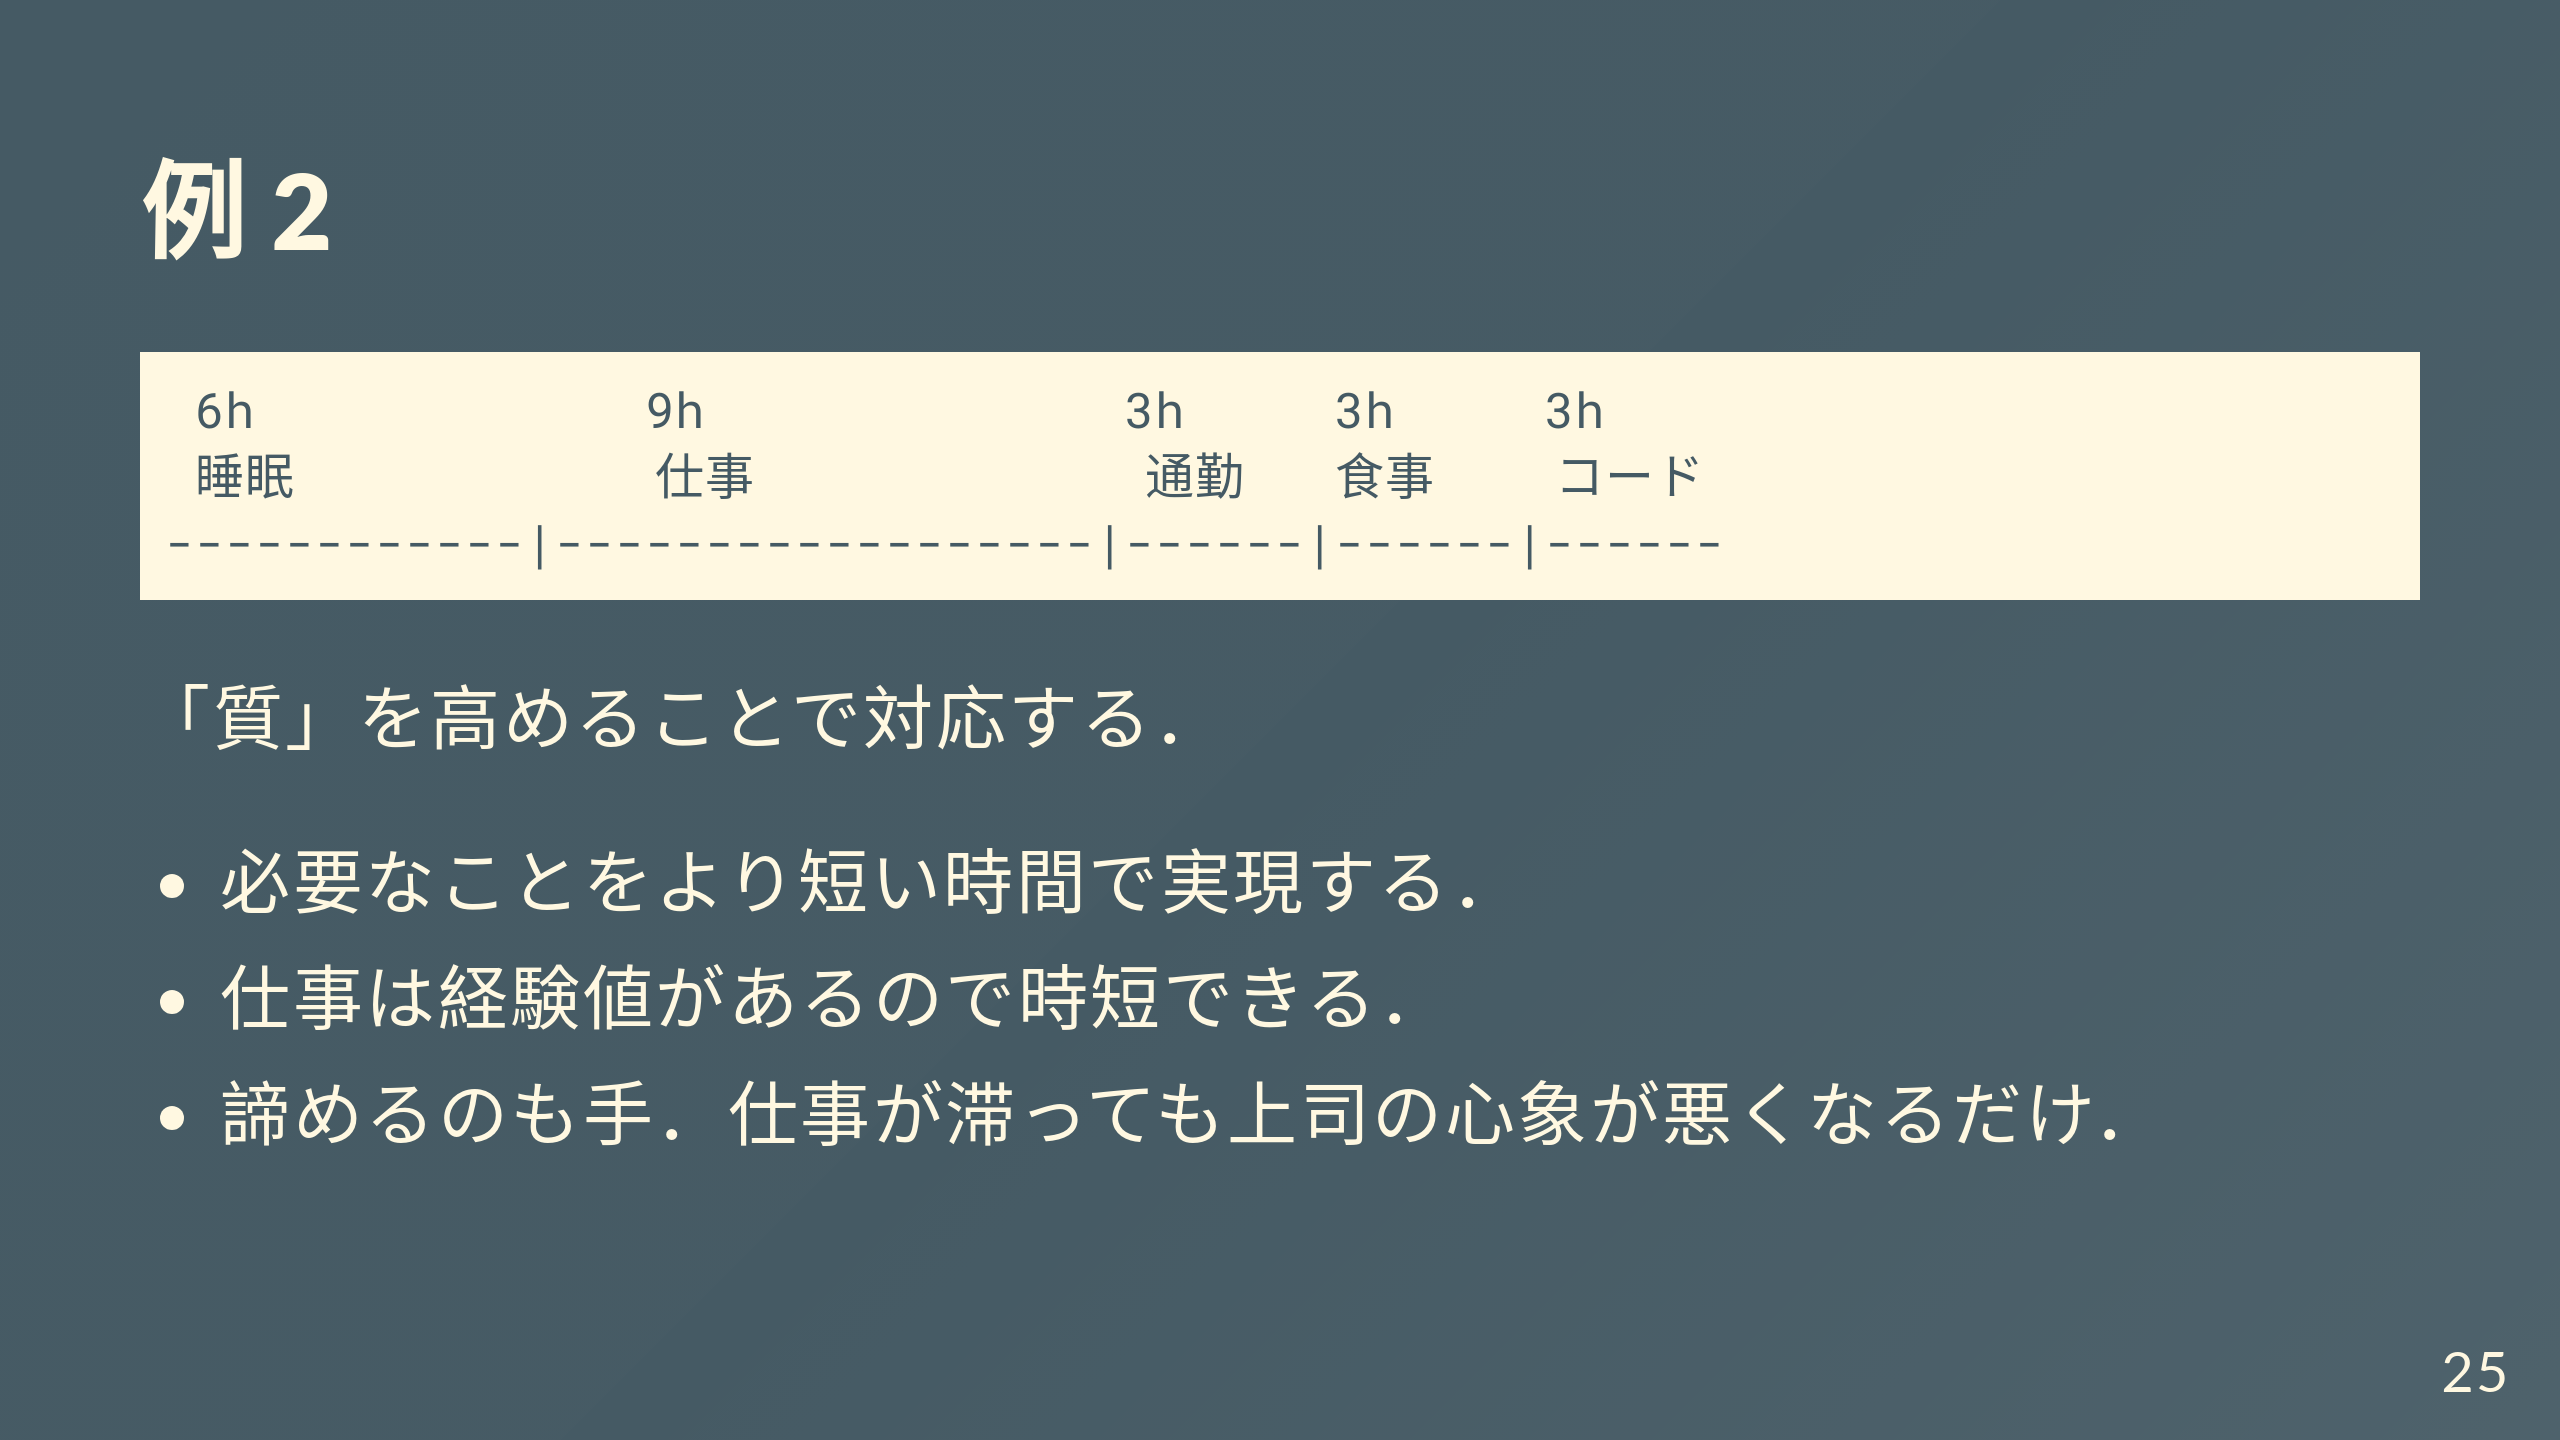 例 2
6h 9h 3h 3h 3h
睡眠 仕事 通勤 食事 コード
------------|------------------|------|------|------
「質」を高めることで対応する．
• 必要なことをより短い時間で実現する．
• 仕事は経験値があるので時短できる．
• 諦めるのも手．仕事が滞っても上司の心象が悪くなるだけ．
25